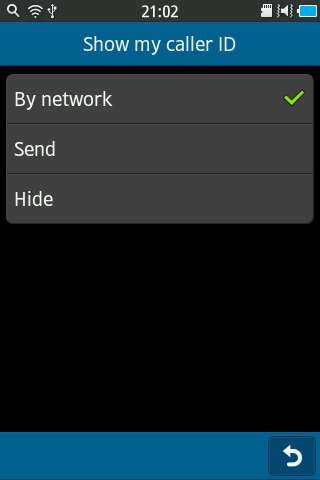 21:02
Show my caller ID
By network
Send
Hide